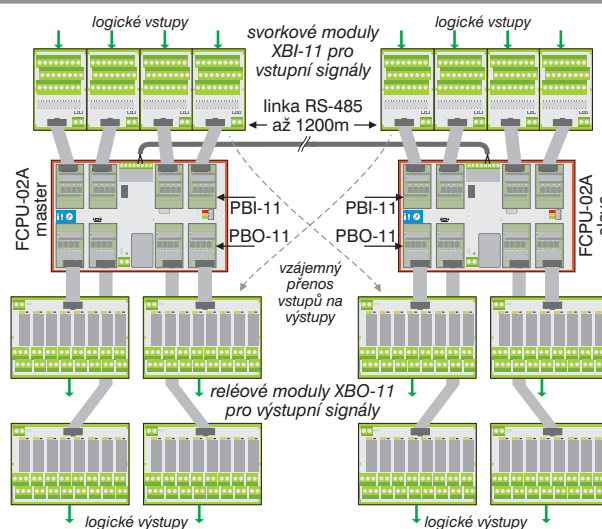 logické vstupy
svorkové moduly
XBI-11 pro
vstupní signály
logické vstupy
linka RS-485
až 1200m
FCPU-02A
master
PBI-11
PBO-11
PBI-11
PBO-11
FCPU-02A
slave
vzájemný
přenos
vstupů na
výstupy
reléové moduly XBO-11
pro výstupní signály
logické výstupy
logické výstupy